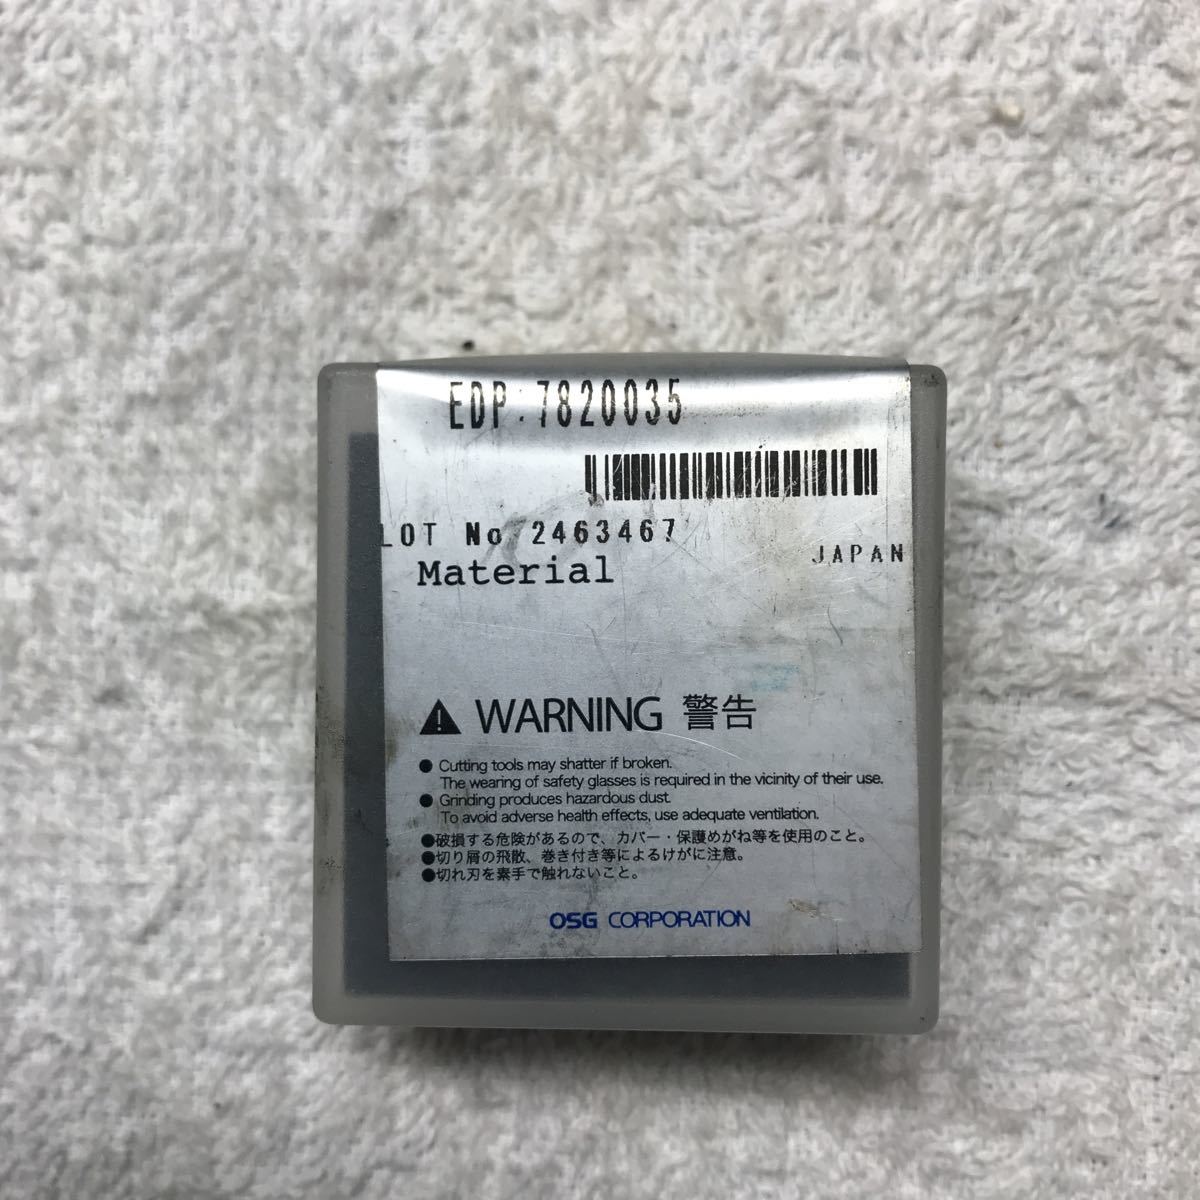 EDP.7820035
LOT No 2463467
JAPAN
Material
WARNING 警告
● Cutting tools may shatter if broken.
The wearing of safety glasses is required in the vicinity of their use.
● Grinding produces hazardous dust.
To avoid adverse health effects, use adequate ventilation.
●破損する危険があるので、カバー・保護めがね等を使用のこと。
●切り屑の飛散、巻き付き等によるけがに注意。
●切れ刃を素手で触れないこと。
OSG CORPORATION